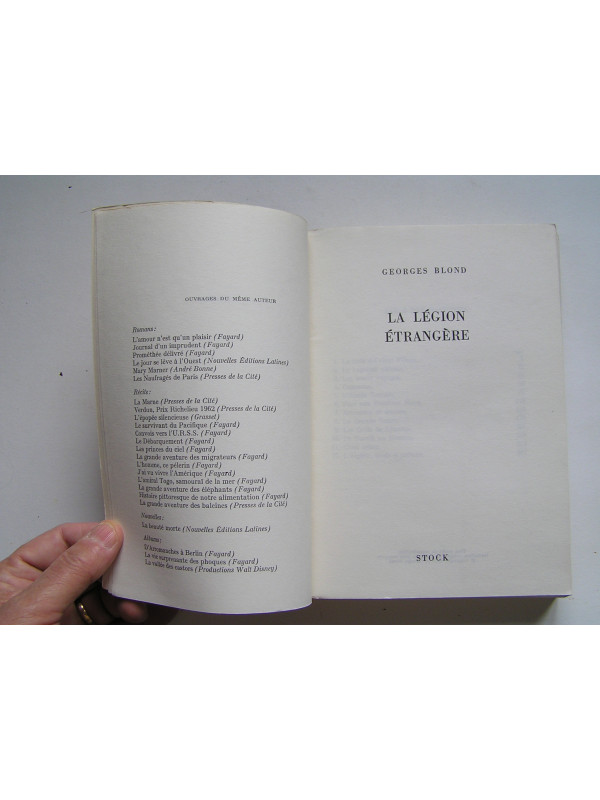 OUVRAGES DU MÊME AUTEUR
Romans:
L'amour n'est qu'un plaisir (Fayard)
Journal d'un imprudent (Fayard)
Prométhée délivré (Fayard)
Le jour se lève à l'Ouest (Nouvelles Éditions Latines)
Mary Marner (André Bonne)
Les Naufragés de Paris (Presses de la Cité)
Récits:
La Marne (Presses de la Cité)
Verdun, Prix Richelieu 1962 (Presses de la Cité)
L'épopée silencieuse (Grasset)
Le survivant du Pacifique (Fayard)
Convois vers l'U.R.S.S. (Fayard)
Le Débarquement (Fayard)
Les princes du ciel (Fayard)
La grande aventure des migrateurs (Fayard)
L'homme, ce pèlerin (Fayard)
J'ai vu vivre l'Amérique (Fayard)
L'amiral Togo, samouraï de la mer (Fayard)
La grande aventure des éléphants (Fayard)
Histoire pittoresque de notre alimentation (Fayard)
La grande aventure des baleines (Presses de la Cité)
Nouvelles:
La beauté morte (Nouvelles Éditions Latines)
Albums:
D'Arromanches à Berlin (Fayard)
La vie surprenante des phoques (Fayard)
La vallée des castors (Productions Walt Disney)
GEORGES BLOND
LA LÉGION
ÉTRANGÈRE
STOCK